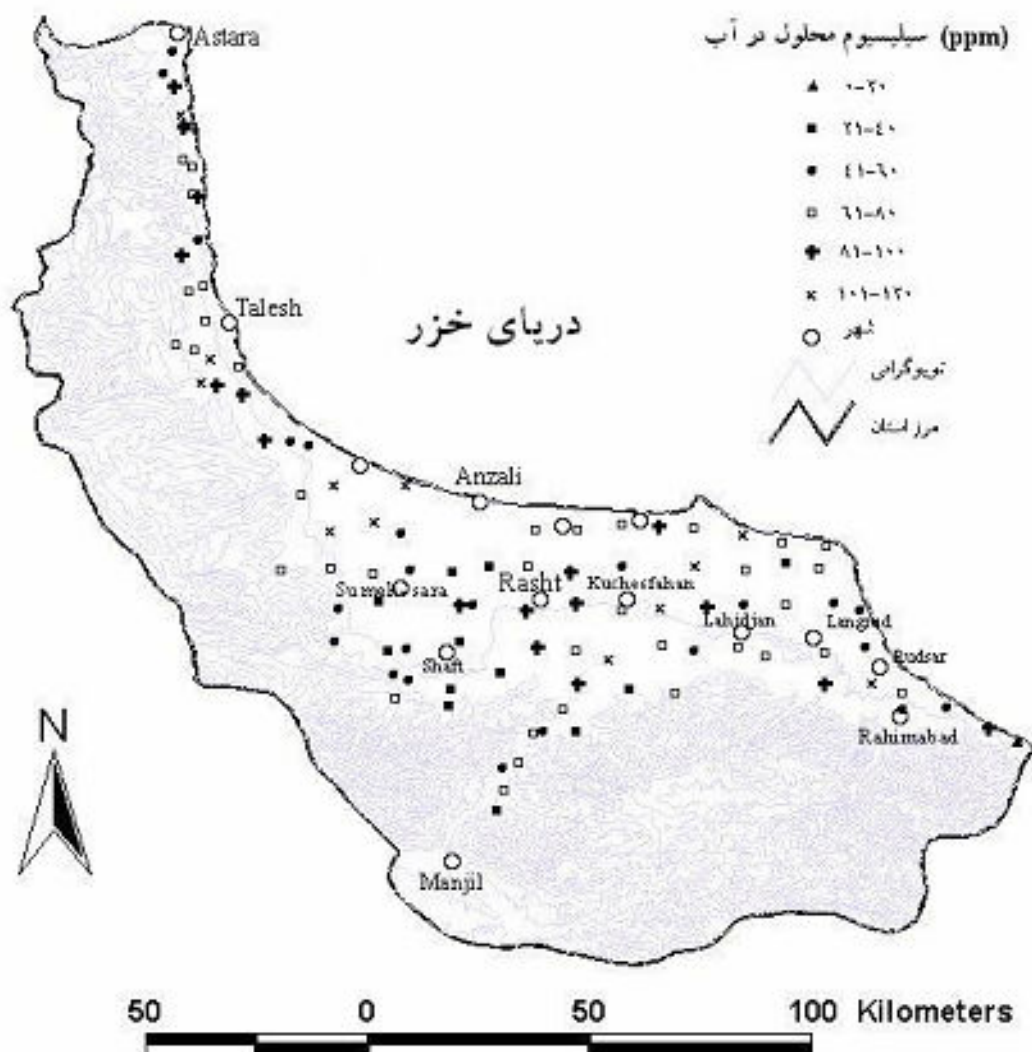 سیلیسیوم محلول در آب (ppm)
۰-۲۰
۲۱-۴۰
۴۱-۶۰
۶۱-۸۰
۸۱-۱۰۰
۱۰۱-۱۲۰
شهر
توپوگرافی
مرز استان
دریای خزر
Astara
Talesh
Anzali
Rasht
Kuchesfahan
Lahidjan
Langrud
Rudsar
Rahimabad
Shaft
Manjil
N
50 0 50 100 Kilometers